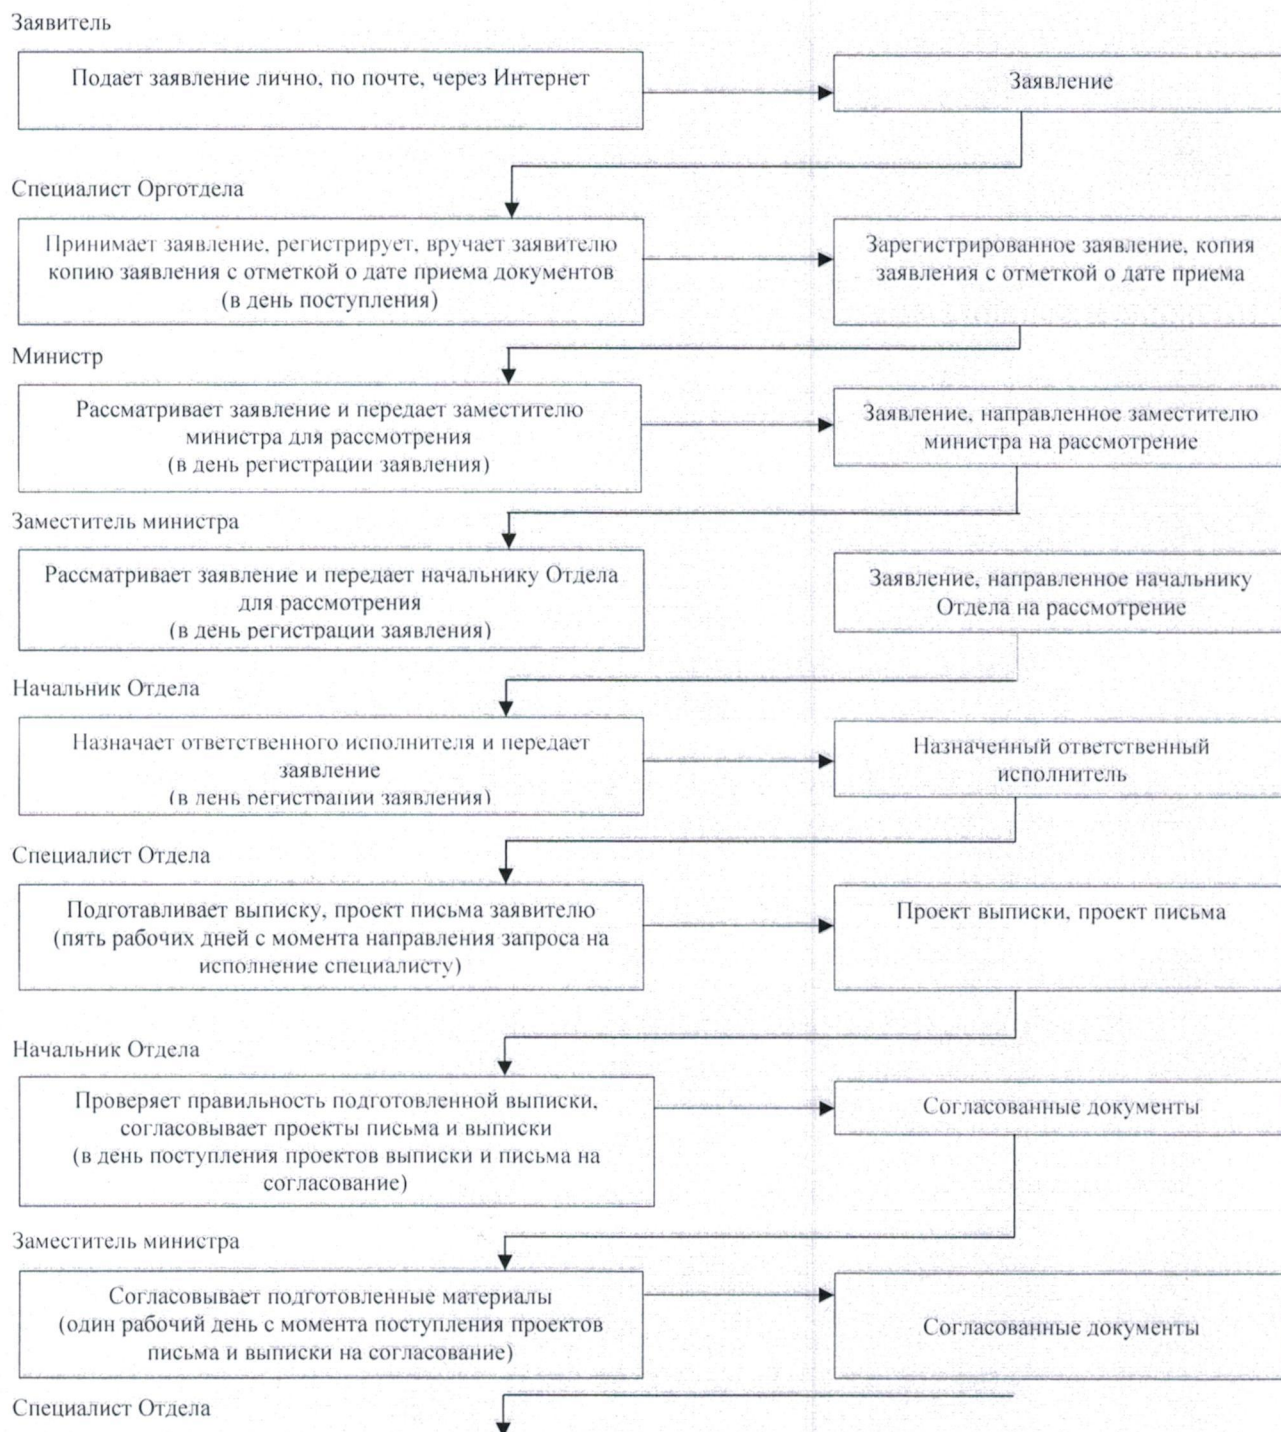 Заявитель
Подает заявление лично, по почте, через Интернет
Заявление
Специалист Орготдела
Принимает заявление, регистрирует, вручает заявителю
копию заявления с отметкой о дате приема документов
(в день поступления)
Зарегистрированное заявление, копия
заявления с отметкой о дате приема
Министр
Рассматривает заявление и передает заместителю
министра для рассмотрения
(в день регистрации заявления)
Заявление, направленное заместителю
министра на рассмотрение
Заместитель министра
Рассматривает заявление и передает начальнику Отдела
для рассмотрения
(в день регистрации заявления)
Заявление, направленное начальнику
Отдела на рассмотрение
Начальник Отдела
Назначает ответственного исполнителя и передает
заявление
(в день регистрации заявления)
Назначенный ответственный
исполнитель
Специалист Отдела
Подготавливает выписку, проект письма заявителю
(пять рабочих дней с момента направления запроса на
исполнение специалисту)
Проект выписки, проект письма
Начальник Отдела
Проверяет правильность подготовленной выписки,
согласовывает проекты письма и выписки
(в день поступления проектов выписки и письма на
согласование)
Согласованные документы
Заместитель министра
Согласовывает подготовленные материалы
(один рабочий день с момента поступления проектов
письма и выписки на согласование)
Согласованные документы
Специалист Отдела